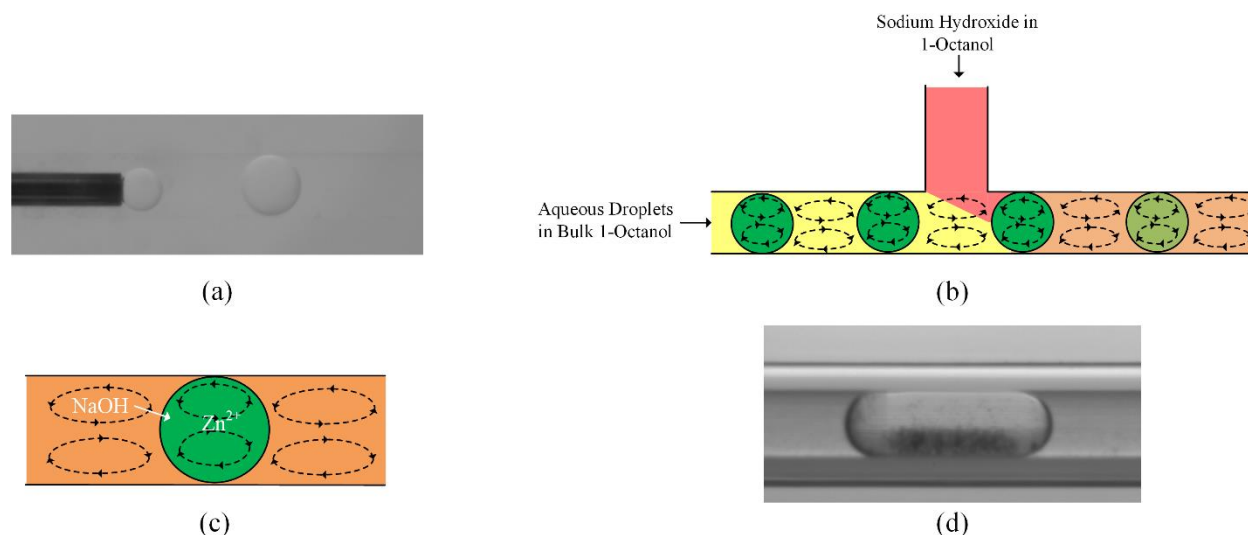 Sodium Hydroxide in
1-Octanol
Aqueous Droplets
in Bulk 1-Octanol
(a)
(b)
NaOH
Zn²⁺
(c)
(d)